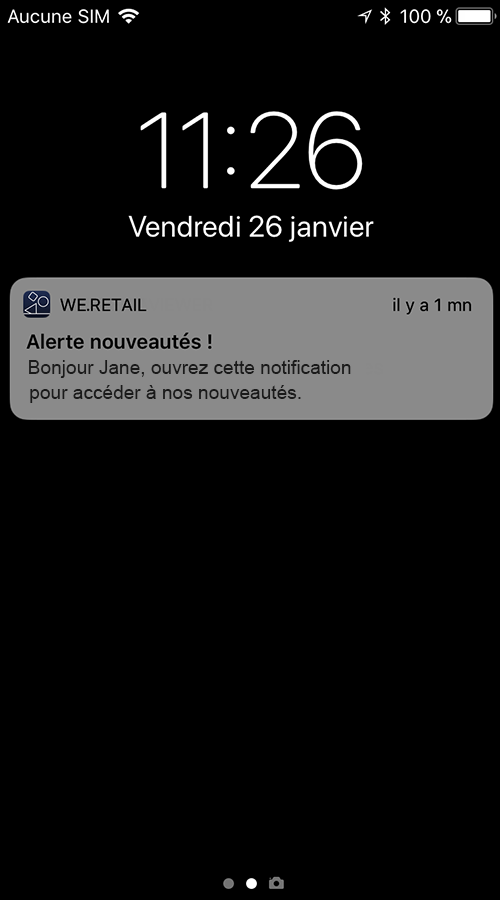 Aucune SIM 100 %
11:26
Vendredi 26 janvier
WE.RETAIL il y a 1 mn
Alerte nouveautés !
Bonjour Jane, ouvrez cette notification
pour accéder à nos nouveautés.